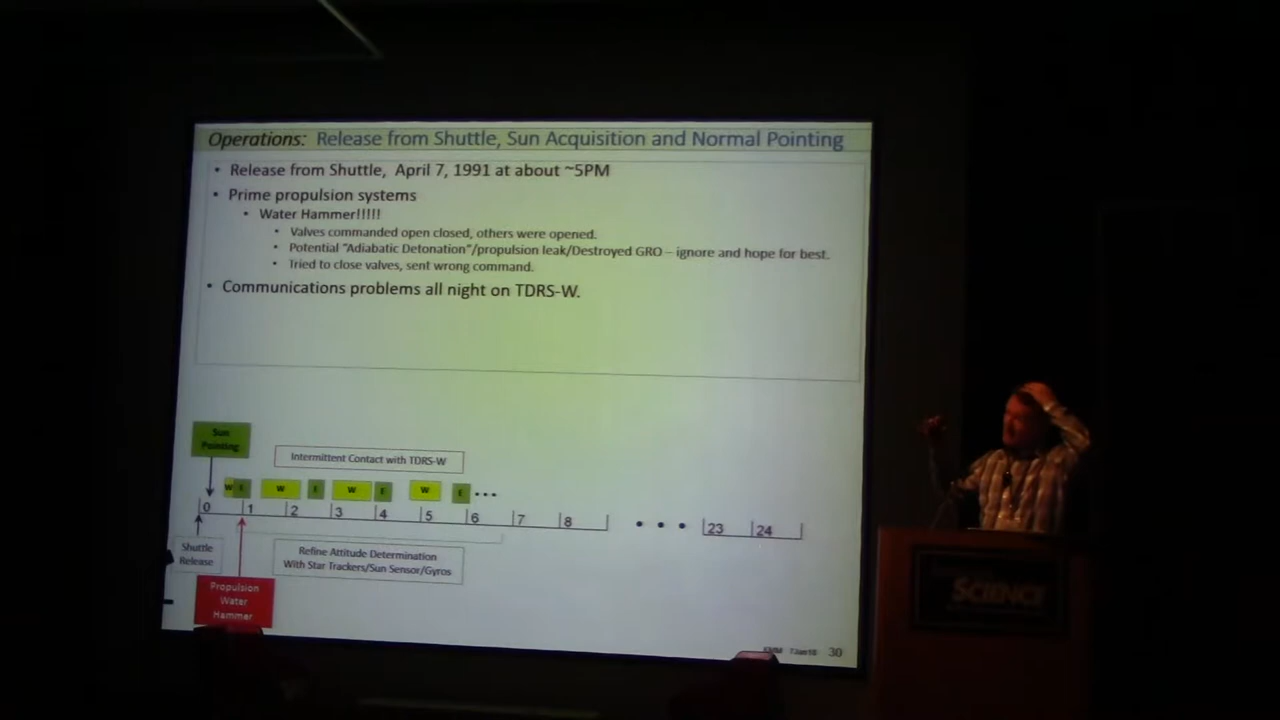 Operations: Release from Shuttle, Sun Acquisition and Normal Pointing
• Release from Shuttle, April 7, 1991 at about ~5PM
• Prime propulsion systems
• Water Hammer!!!!!
• Valves commanded open closed, others were opened.
• Potential "Adiabatic Detonation"/propulsion leak/Destroyed GRO – ignore and hope for best.
• Tried to close valves, sent wrong command.
• Communications problems all night on TDRS-W.
Sun
Pointing
Intermittent Contact with TDRS-W
W E W E W E W E • • •
0 1 2 3 4 5 6 7 8 • • • 23 24
Shuttle
Release
Refine Attitude Determination
With Star Trackers/Sun Sensor/Gyros
Propulsion
Water
Hammer
30
SCIENCE